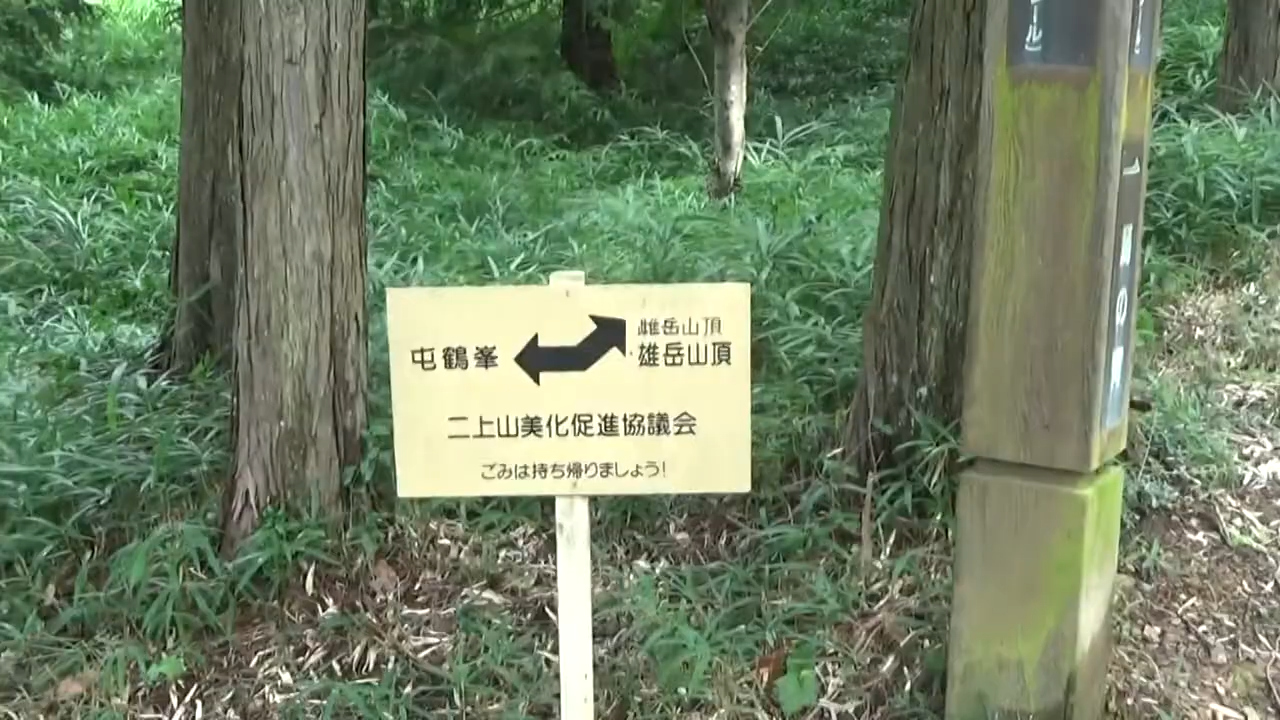 屯鶴峯
雌岳山頂
雄岳山頂
二上山美化促進協議会
ごみは持ち帰りましょう!